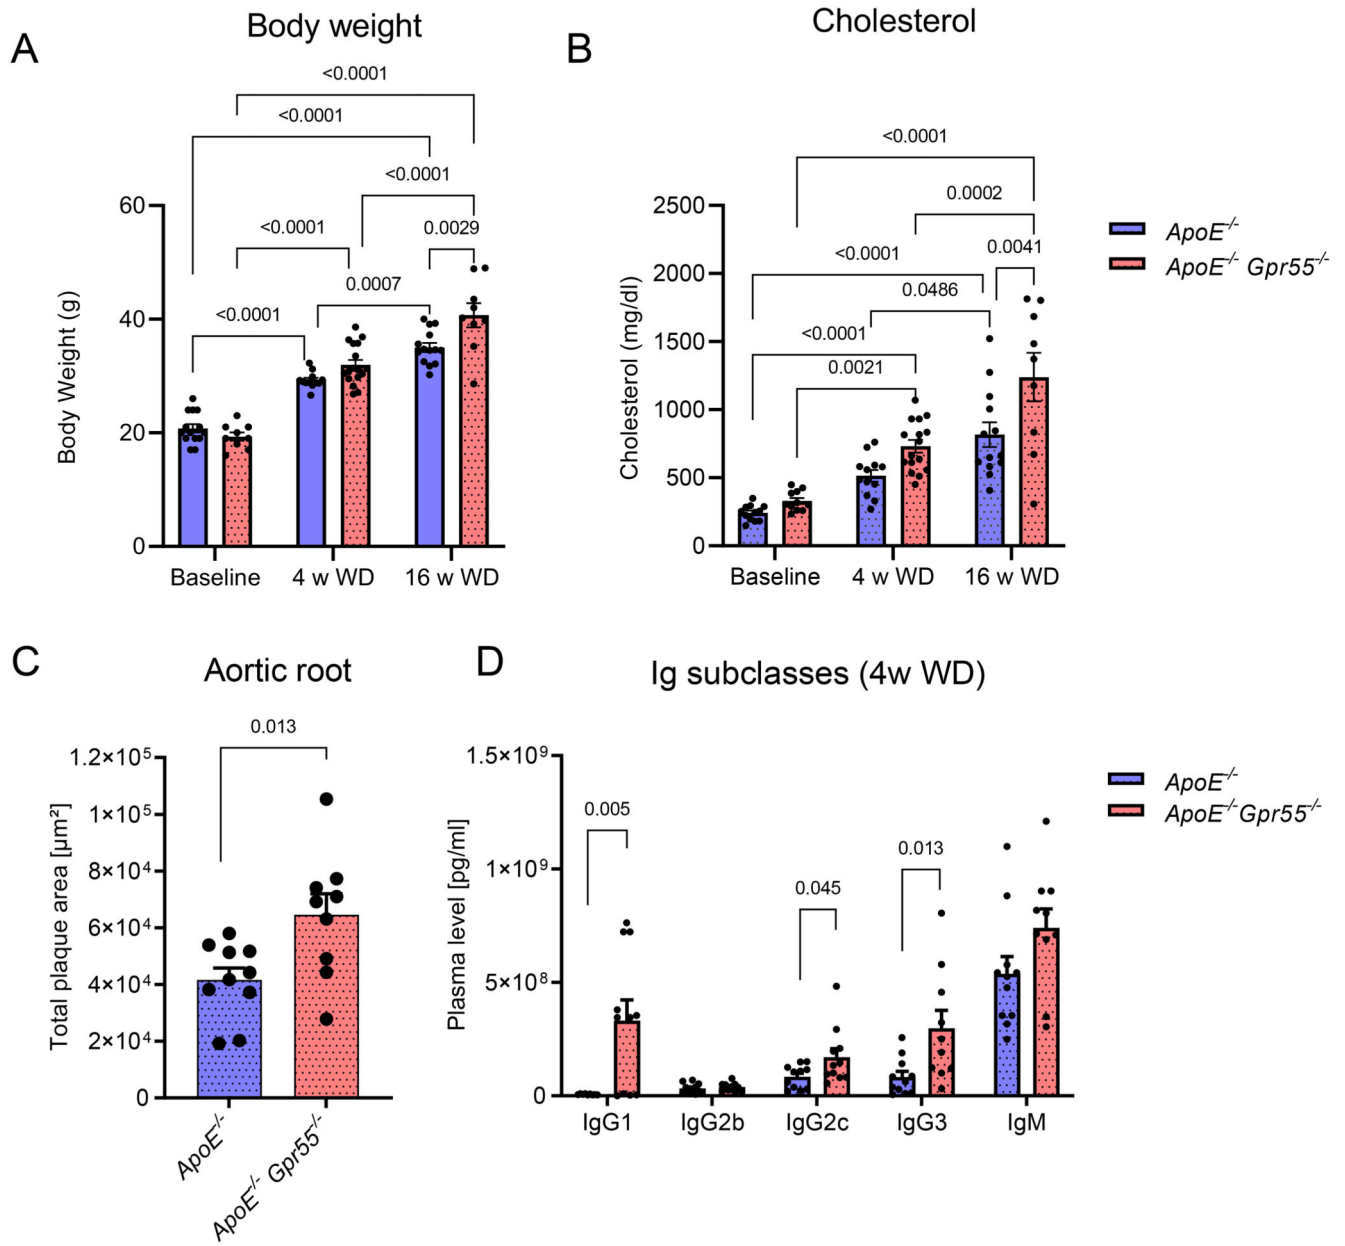 A
Body weight
<0.0001
<0.0001
<0.0001
<0.0001
0.0029
0.0007
<0.0001
60
40
20
0
Body Weight (g)
Baseline
4 w WD
16 w WD
B
Cholesterol
<0.0001
0.0002
0.0041
<0.0001
0.0486
<0.0001
0.0021
2500
2000
1500
1000
500
0
Cholesterol (mg/dl)
Baseline
4 w WD
16 w WD
ApoE-/-
ApoE-/- Gpr55-/-
C
Aortic root
0.013
1.2×10⁵
1×10⁵
8×10⁴
6×10⁴
4×10⁴
2×10⁴
0
Total plaque area [µm²]
ApoE-/-
ApoE-/- Gpr55-/-
D
Ig subclasses (4w WD)
1.5×10⁹
1×10⁹
5×10⁸
0
Plasma level [pg/ml]
0.005
0.045
0.013
IgG1
IgG2b
IgG2c
IgG3
IgM
ApoE-/-
ApoE-/-Gpr55-/-